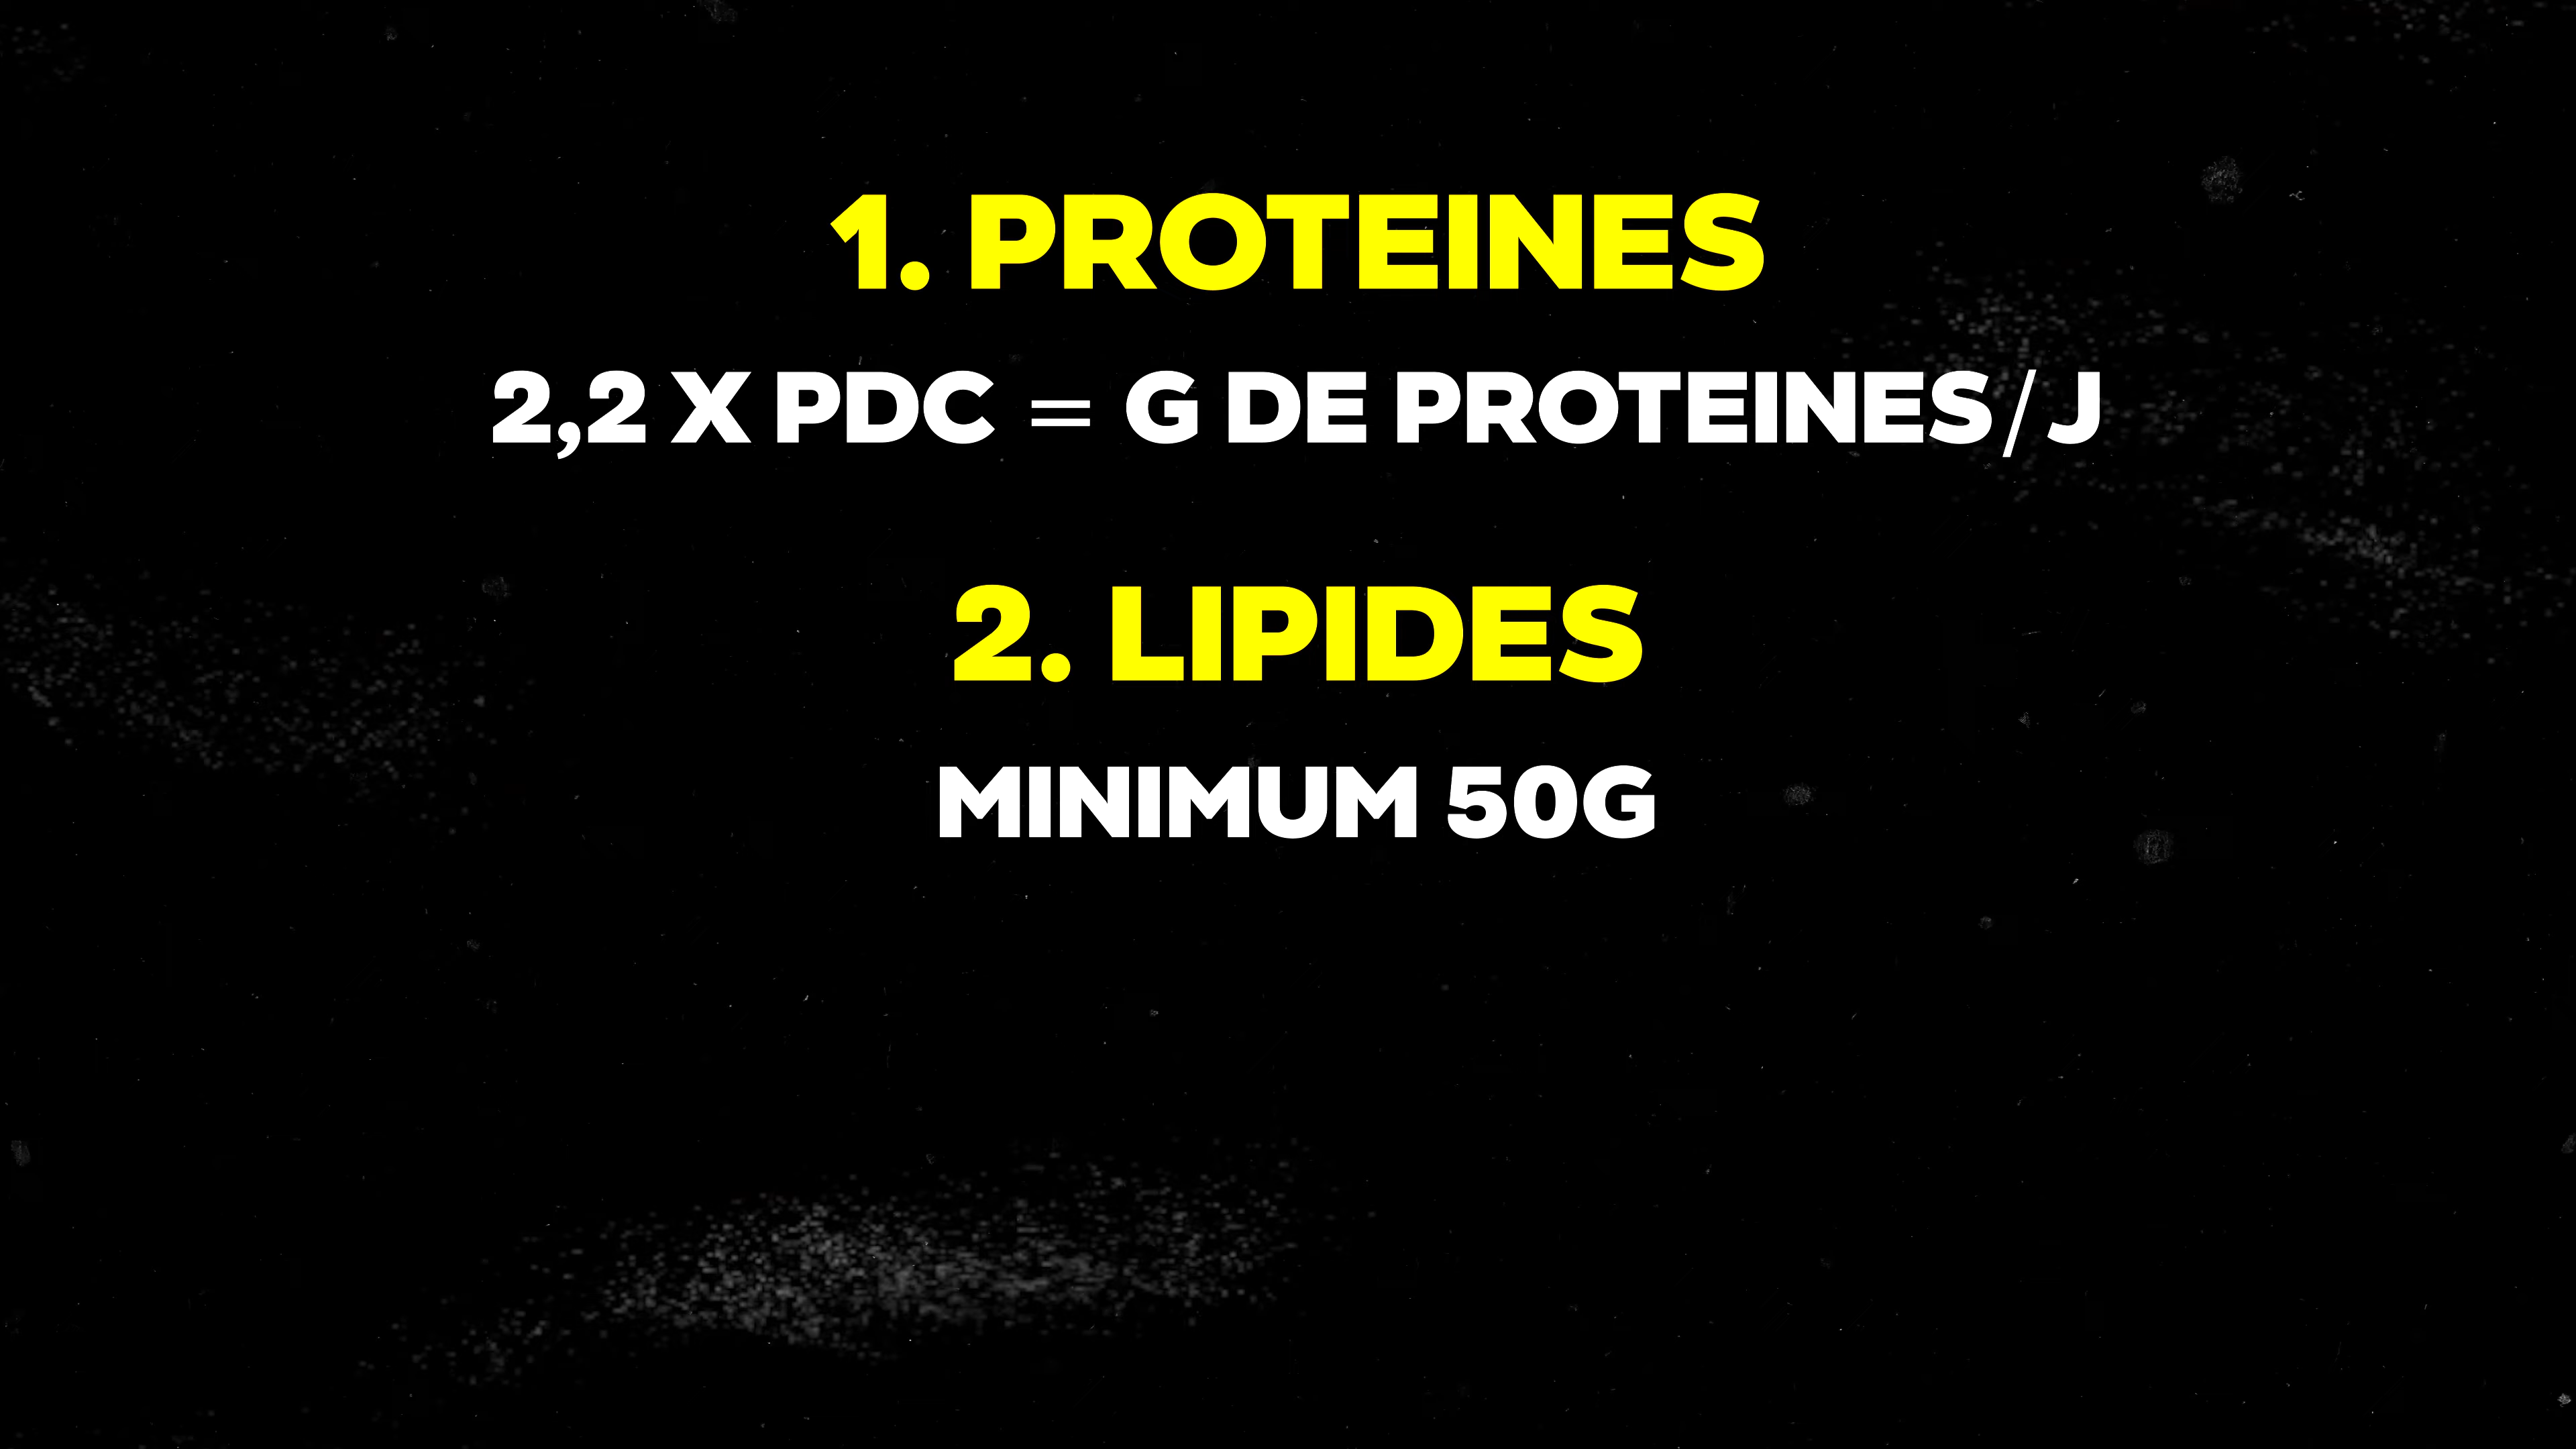 1. PROTEINES
2,2 X PDC = G DE PROTEINES/J
2. LIPIDES
MINIMUM 50G